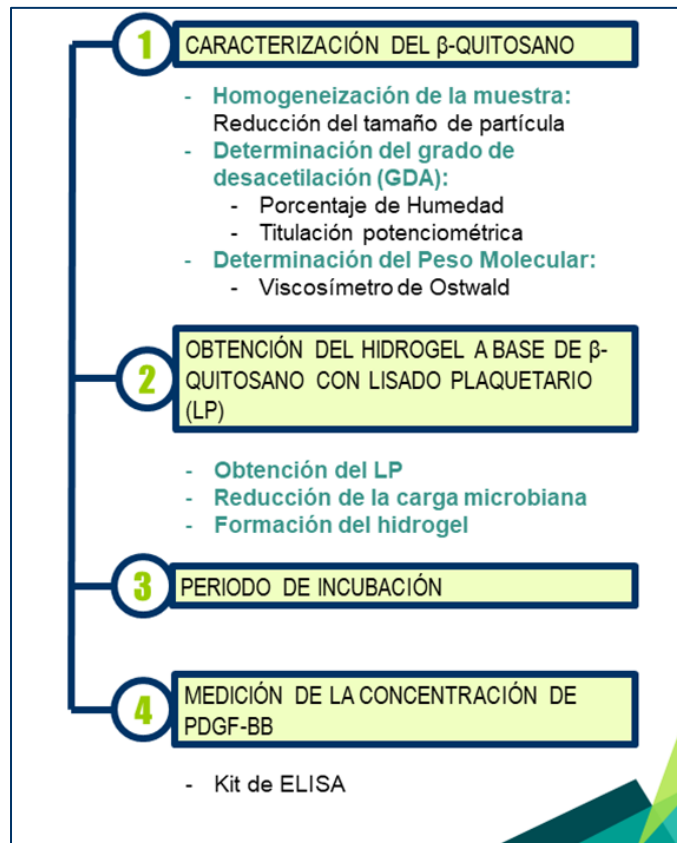 1 CARACTERIZACIÓN DEL β-QUITOSANO
- Homogeneización de la muestra:
Reducción del tamaño de partícula
- Determinación del grado de
desacetilación (GDA):
- Porcentaje de Humedad
- Titulación potenciométrica
- Determinación del Peso Molecular:
- Viscosímetro de Ostwald
OBTENCIÓN DEL HIDROGEL A BASE DE β-
2 QUITOSANO CON LISADO PLAQUETARIO
(LP)
- Obtención del LP
- Reducción de la carga microbiana
- Formación del hidrogel
3 PERIODO DE INCUBACIÓN
4 MEDICIÓN DE LA CONCENTRACIÓN DE
PDGF-BB
- Kit de ELISA